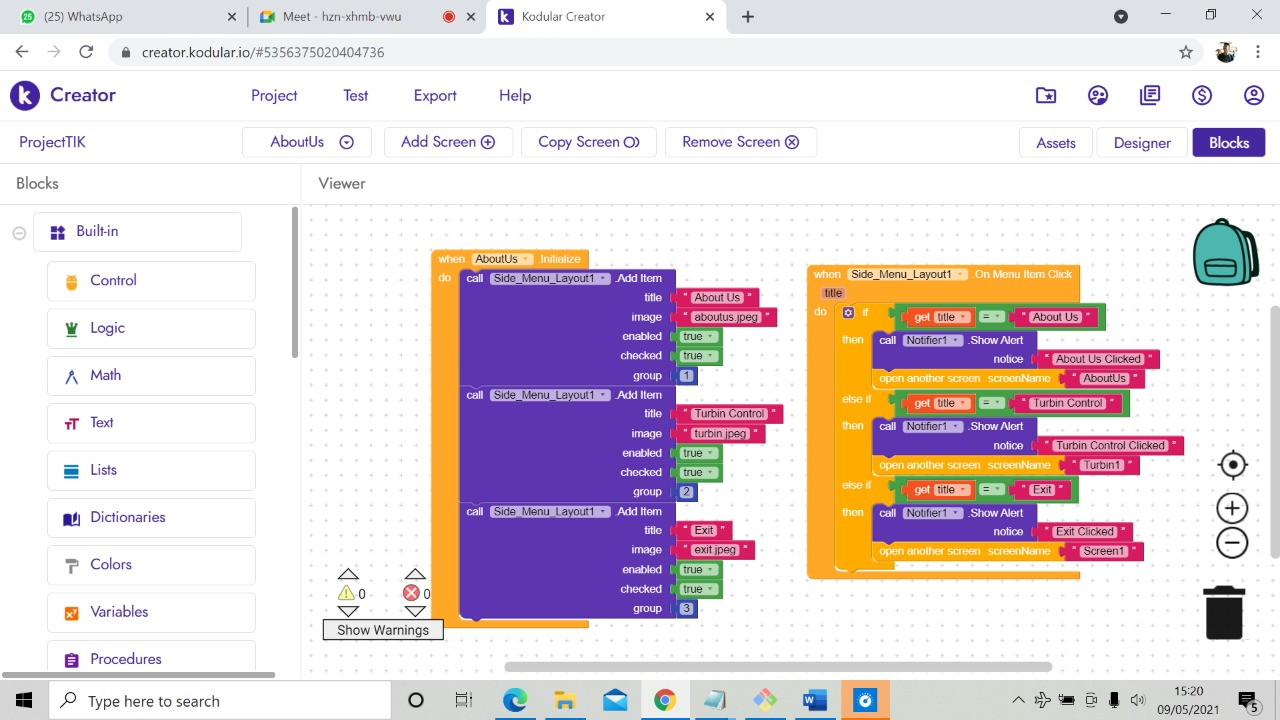 (25) WhatsApp
Meet - hzn-xhmb-vwu
Kodular Creator
creator.kodular.io/#5356375020404736
Creator
Project
Test
Export
Help
ProjectTIK
AboutUs
Add Screen
Copy Screen
Remove Screen
Assets
Designer
Blocks
Blocks
Viewer
Built-in
Control
Logic
Math
Text
Lists
Dictionaries
Colors
Variables
Procedures
when AboutUs .Initialize
do call Side_Menu_Layout1 .Add Item
title " About Us "
image " aboutus.jpeg "
enabled true
checked true
group 1
call Side_Menu_Layout1 .Add Item
title " Turbin Control "
image " turbin.jpeg "
enabled true
checked true
group 2
call Side_Menu_Layout1 .Add Item
title " Exit "
image " exit.jpeg "
enabled true
checked true
group 3
when Side_Menu_Layout1 .On Menu Item Click
title
do if get title = " About Us "
then call Notifier1 .Show Alert
notice " About Us Clicked "
open another screen screenName " AboutUs "
else if get title = " Turbin Control "
then call Notifier1 .Show Alert
notice " Turbin Control Clicked "
open another screen screenName " Turbin1 "
else if get title = " Exit "
then call Notifier1 .Show Alert
notice " Exit Clicked "
open another screen screenName " Screen1 "
0 0
Show Warnings
Type here to search
15:20
09/05/2021
5